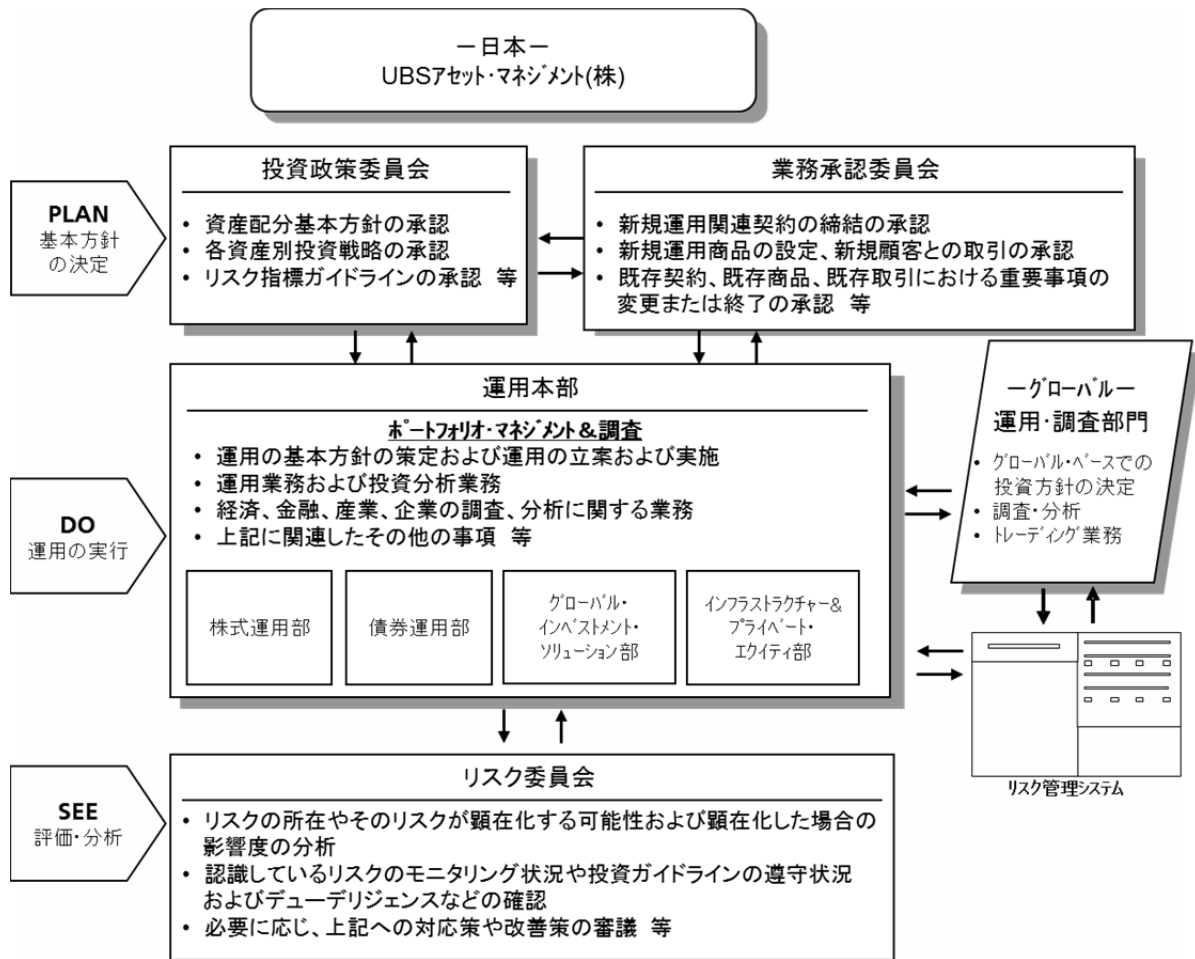 －日本－
UBSアセット・マネジメント(株)
PLAN
基本方針
の決定
投資政策委員会
• 資産配分基本方針の承認
• 各資産別投資戦略の承認
• リスク指標ガイドラインの承認 等
業務承認委員会
• 新規運用関連契約の締結の承認
• 新規運用商品の設定、新規顧客との取引の承認
• 既存契約、既存商品、既存取引における重要事項の
変更または終了の承認 等
DO
運用の実行
運用本部
ポートフォリオ・マネジメント＆調査
• 運用の基本方針の策定および運用の立案および実施
• 運用業務および投資分析業務
• 経済、金融、産業、企業の調査、分析に関する業務
• 上記に関連したその他の事項 等
株式運用部
債券運用部
グローバル・
インベストメント・
ソリューション部
インフラストラクチャー＆
プライベート・
エクイティ部
－グローバル－
運用・調査部門
• グローバル・ベースでの
投資方針の決定
• 調査・分析
• トレーディング業務
リスク管理システム
SEE
評価・分析
リスク委員会
• リスクの所在やそのリスクが顕在化する可能性および顕在化した場合の
影響度の分析
• 認識しているリスクのモニタリング状況や投資ガイドラインの遵守状況
およびデューデリジェンスなどの確認
• 必要に応じ、上記への対応策や改善策の審議 等